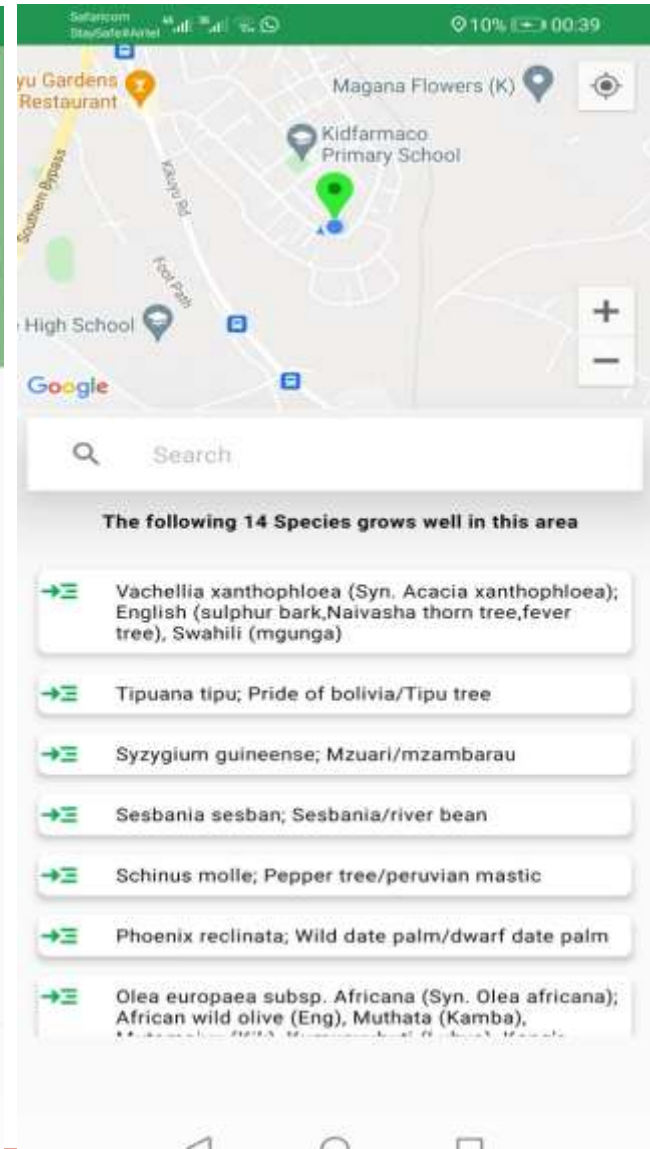 Safaricom
StaySafe#Airtel
10% 00:39
yu Gardens
Restaurant
Magana Flowers (K)
Kidfarmaco
Primary School
Southern Bypass
Kikuyu Rd
Foot Path
High School
Google
Search
The following 14 Species grows well in this area
Vachellia xanthophloea (Syn. Acacia xanthophloea);
English (sulphur bark,Naivasha thorn tree,fever
tree), Swahili (mgunga)
Tipuana tipu; Pride of bolivia/Tipu tree
Syzygium guineense; Mzuari/mzambarau
Sesbania sesban; Sesbania/river bean
Schinus molle; Pepper tree/peruvian mastic
Phoenix reclinata; Wild date palm/dwarf date palm
Olea europaea subsp. Africana (Syn. Olea africana);
African wild olive (Eng), Muthata (Kamba),